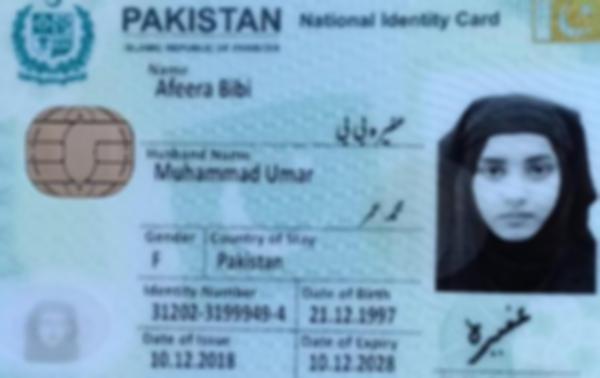 PAKISTAN National Identity Card
ISLAMIC REPUBLIC OF PAKISTAN
Name
Afeera Bibi
عفیرہ بی بی
Husband Name
Muhammad Umar
محمد عمر
Gender Country of Stay
F Pakistan
Identity Number Date of Birth
31202-3199949-4 21.12.1997
Date of Issue Date of Expiry
10.12.2018 10.12.2028
عفیرہ